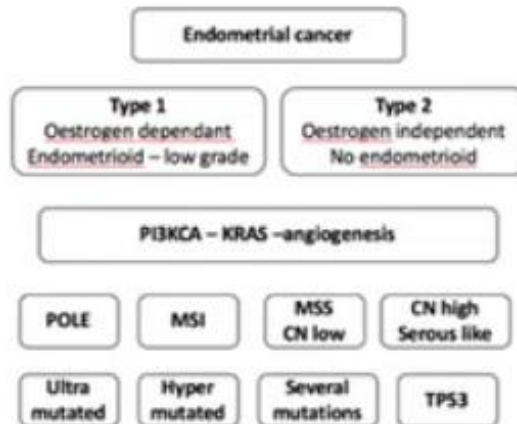 Endometrial cancer
Type 1
Oestrogen dependant
Endometrioid – low grade
Type 2
Oestrogen independent
No endometrioid
PI3KCA – KRAS –angiogenesis
POLE
MSI
MSS
CN low
CN high
Serous like
Ultra
mutated
Hyper
mutated
Several
mutations
TP53